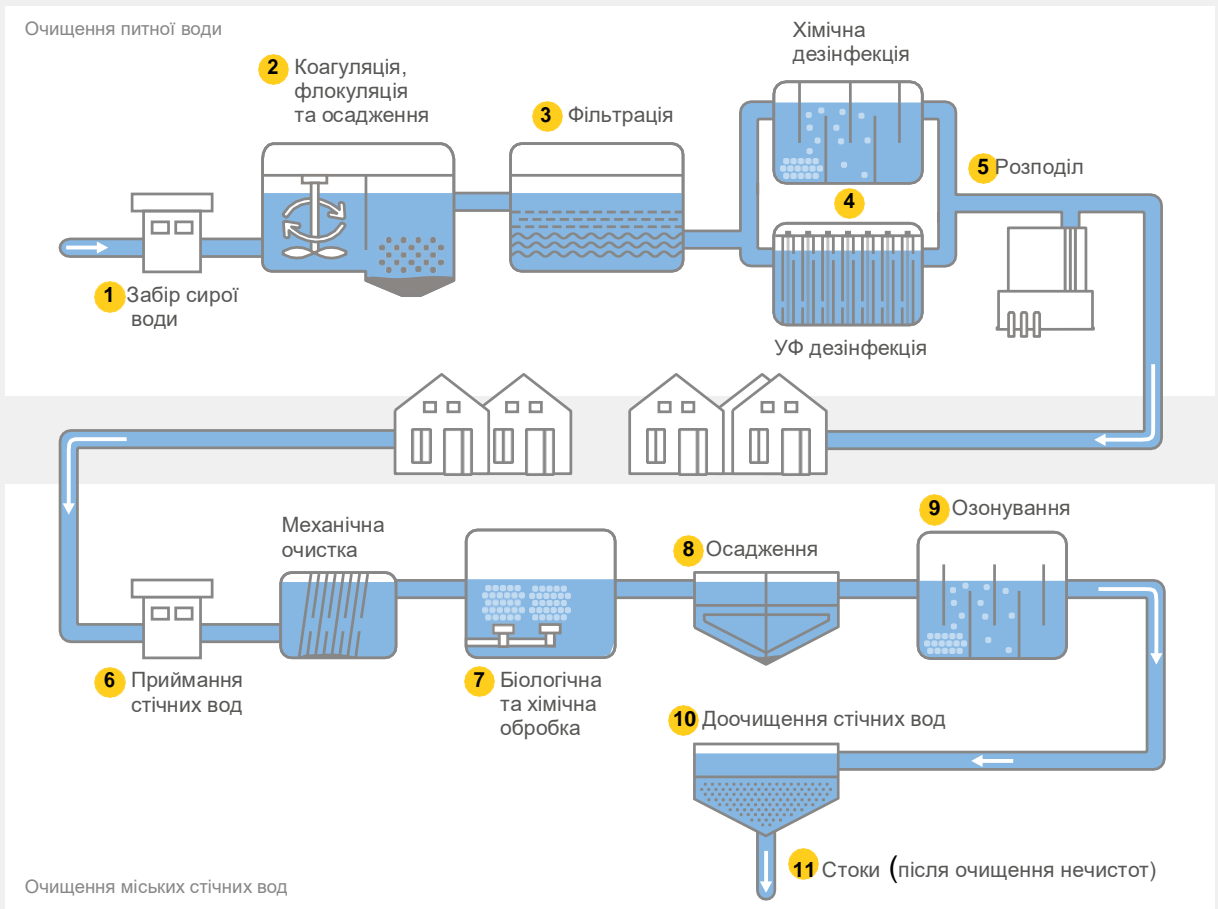 Очищення питної води
Хімічна
дезінфекція
2 Коагуляція,
флокуляція
та осадження
3 Фільтрація
5 Розподіл
4
1 Забір сирої
води
УФ дезінфекція
9 Озонування
Механічна
очистка
8 Осадження
6 Приймання
стічних вод
7 Біологічна
та хімічна
обробка
10 Доочищення стічних вод
11 Стоки (після очищення нечистот)
Очищення міських стічних вод